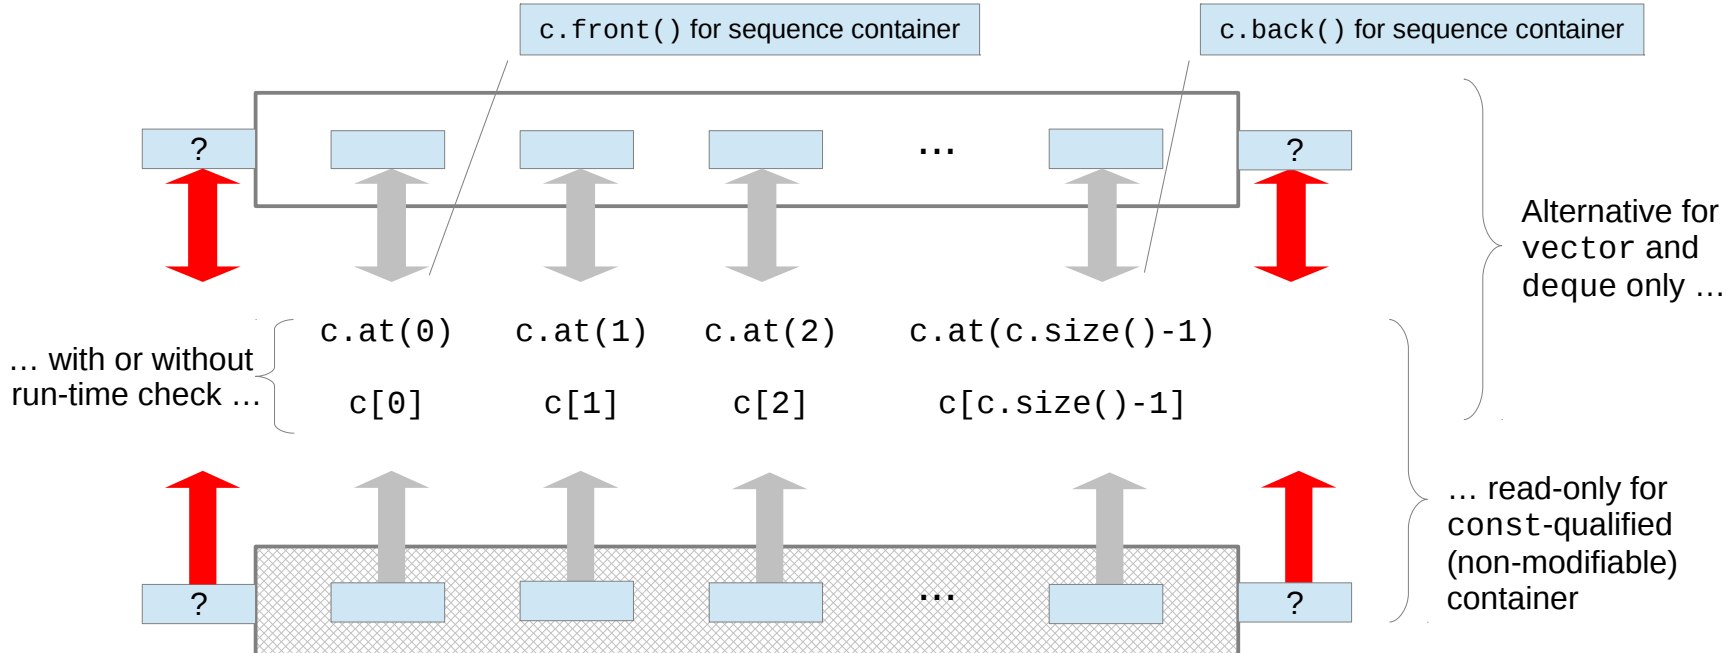 c.front() for sequence container
c.back() for sequence container
?
…
?
Alternative for
vector and
deque only …
… with or without
run-time check …
c.at(0) c.at(1) c.at(2) c.at(c.size()-1)
c[0] c[1] c[2] c[c.size()-1]
… read-only for
const-qualified
(non-modifiable)
container
?
…
?